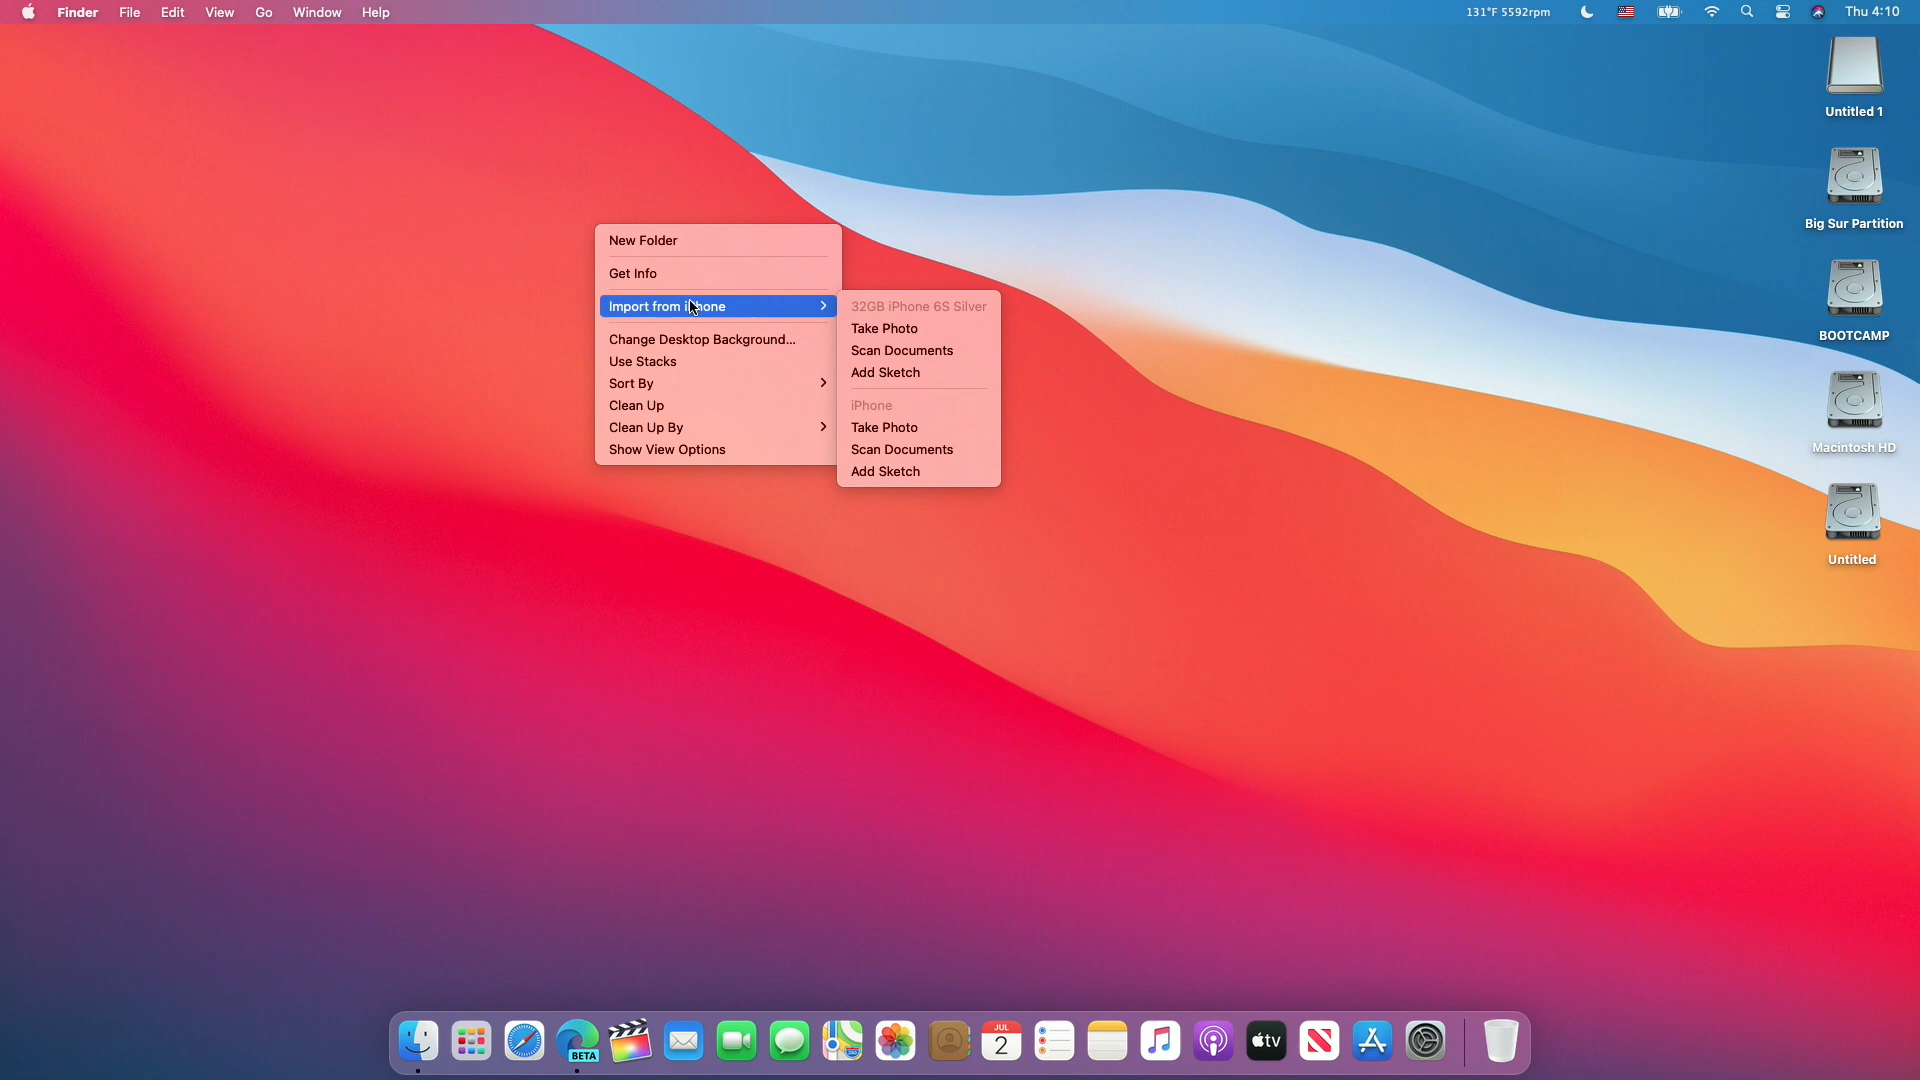 Finder File Edit View Go Window Help 131°F 5592rpm Thu 4:10
Untitled 1
Big Sur Partition
BOOTCAMP
Macintosh HD
Untitled
New Folder
Get Info
Import from iPhone
Change Desktop Background...
Use Stacks
Sort By
Clean Up
Clean Up By
Show View Options
32GB iPhone 6S Silver
Take Photo
Scan Documents
Add Sketch
iPhone
Take Photo
Scan Documents
Add Sketch
BETA
JUL
2
tv